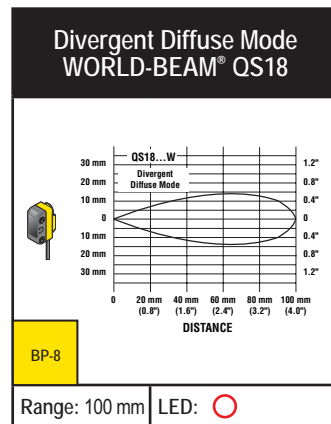 Divergent Diffuse Mode
WORLD-BEAM® QS18
QS18...W
Divergent
Diffuse Mode
30 mm
20 mm
10 mm
0
10 mm
20 mm
30 mm
1.2"
0.8"
0.4"
0
0.4"
0.8"
1.2"
0 20 mm 40 mm 60 mm 80 mm 100 mm
(0.8") (1.6") (2.4") (3.2") (4.0")
DISTANCE
BP-8
Range: 100 mm LED: